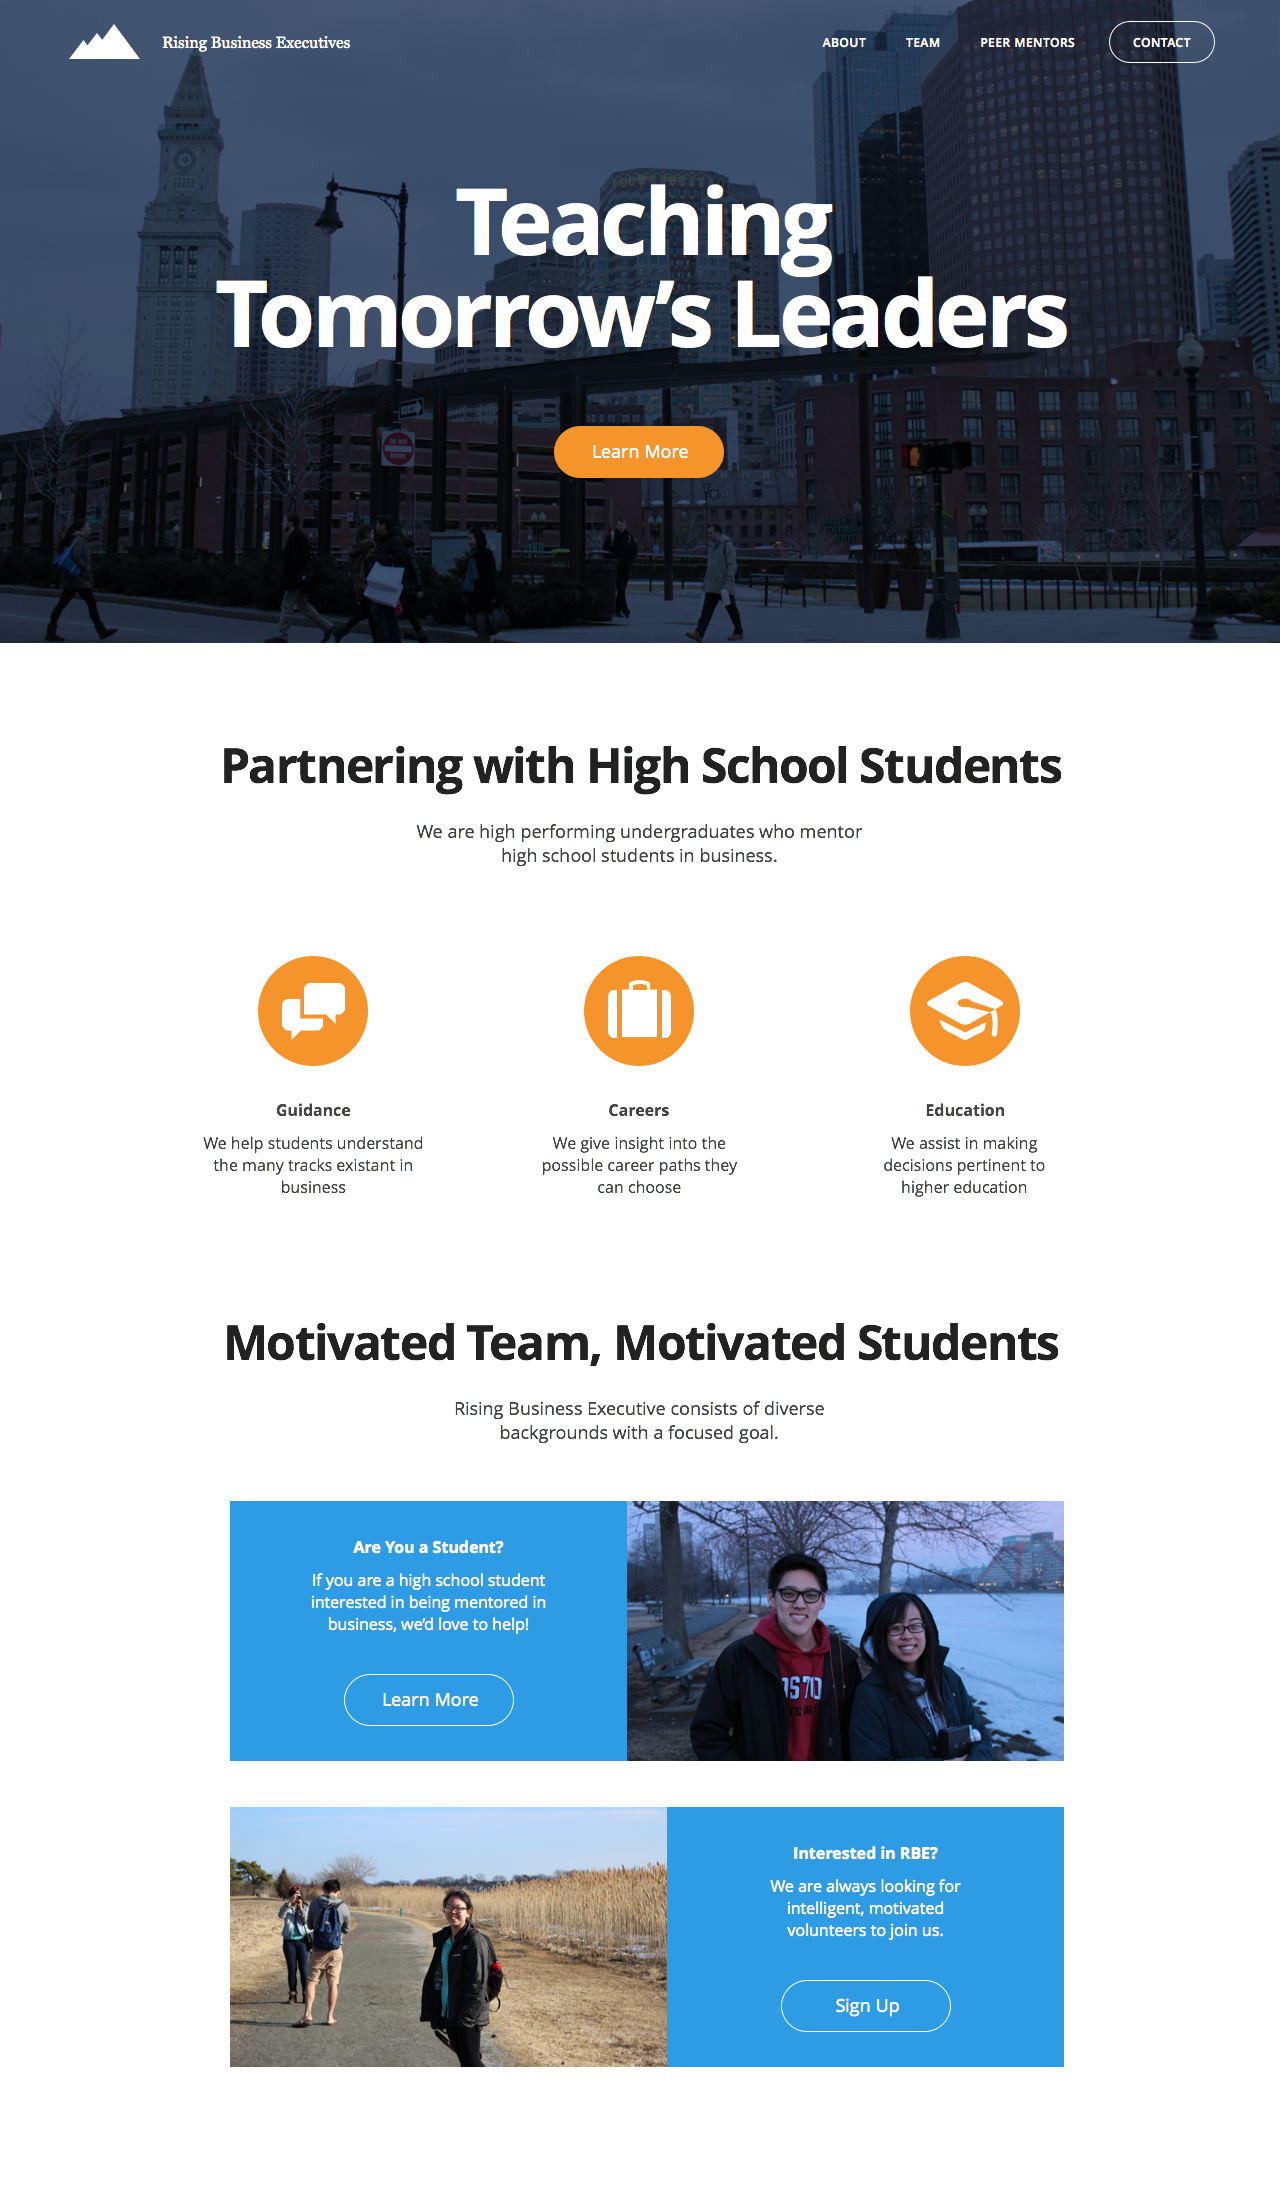 Rising Business Executives
ABOUT
TEAM
PEER MENTORS
CONTACT
Teaching
Tomorrow’s Leaders
DO NOT
ENTER
Learn More
Partnering with High School Students
We are high performing undergraduates who mentor
high school students in business.
Guidance
We help students understand
the many tracks existant in
business
Careers
We give insight into the
possible career paths they
can choose
Education
We assist in making
decisions pertinent to
higher education
Motivated Team, Motivated Students
Rising Business Executive consists of diverse
backgrounds with a focused goal.
Are You a Student?
If you are a high school student
interested in being mentored in
business, we’d love to help!
Learn More
Interested in RBE?
We are always looking for
intelligent, motivated
volunteers to join us.
Sign Up